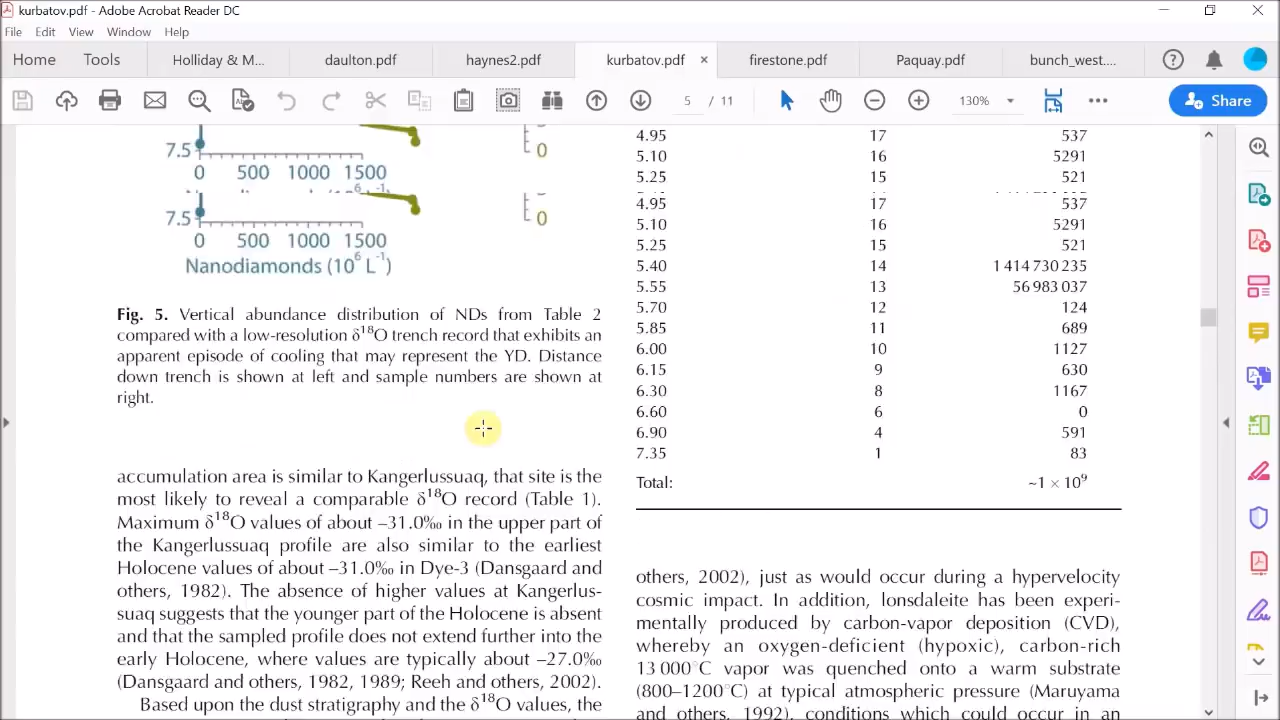 kurbatov.pdf - Adobe Acrobat Reader DC
File Edit View Window Help
Home Tools Holliday & M... daulton.pdf haynes2.pdf kurbatov.pdf × firestone.pdf Paquay.pdf bunch_west....
5 / 11 130% Share
7.5
0 500 1000 1500
0
7.5
0 500 1000 1500
0
Nanodiamonds (10⁶ L⁻¹)
Fig. 5. Vertical abundance distribution of NDs from Table 2
compared with a low-resolution δ¹⁸O trench record that exhibits an
apparent episode of cooling that may represent the YD. Distance
down trench is shown at left and sample numbers are shown at
right.
accumulation area is similar to Kangerlussuaq, that site is the
most likely to reveal a comparable δ¹⁸O record (Table 1).
Maximum δ¹⁸O values of about –31.0‰ in the upper part of
the Kangerlussuaq profile are also similar to the earliest
Holocene values of about –31.0‰ in Dye-3 (Dansgaard and
others, 1982). The absence of higher values at Kangerlus-
suaq suggests that the younger part of the Holocene is absent
and that the sampled profile does not extend further into the
early Holocene, where values are typically about –27.0‰
(Dansgaard and others, 1982, 1989; Reeh and others, 2002).
Based upon the dust stratigraphy and the δ¹⁸O values, the
4.95 17 537
5.10 16 5291
5.25 15 521
4.95 17 537
5.10 16 5291
5.25 15 521
5.40 14 1 414 730 235
5.55 13 56 983 037
5.70 12 124
5.85 11 689
6.00 10 1127
6.15 9 630
6.30 8 1167
6.60 6 0
6.90 4 591
7.35 1 83
Total: ~1 × 10⁹
others, 2002), just as would occur during a hypervelocity
cosmic impact. In addition, lonsdaleite has been experi-
mentally produced by carbon-vapor deposition (CVD),
whereby an oxygen-deficient (hypoxic), carbon-rich
13 000°C vapor was quenched onto a warm substrate
(800–1200°C) at typical atmospheric pressure (Maruyama
and others, 1992), conditions which could occur in an